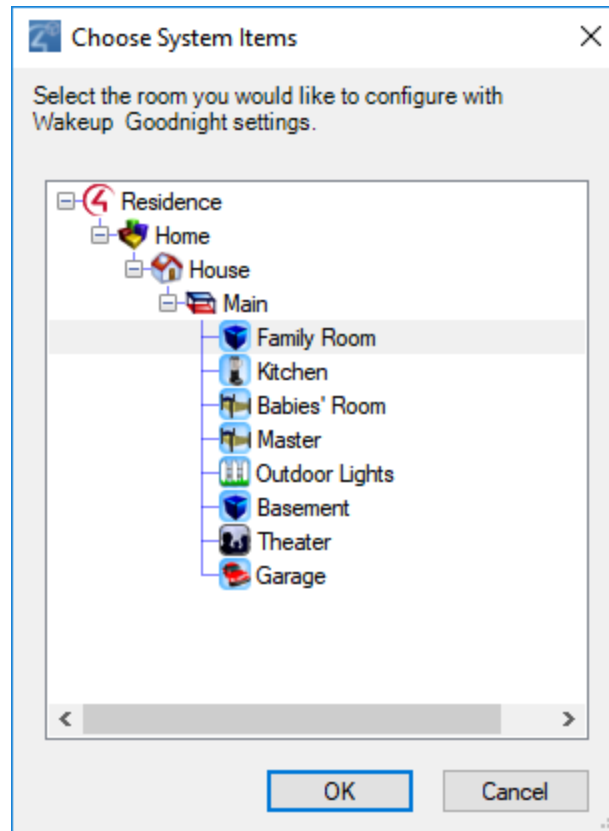 Choose System Items
Select the room you would like to configure with
Wakeup  Goodnight settings.
Residence
Home
House
Main
Family Room
Kitchen
Babies' Room
Master
Outdoor Lights
Basement
Theater
Garage
OK
Cancel